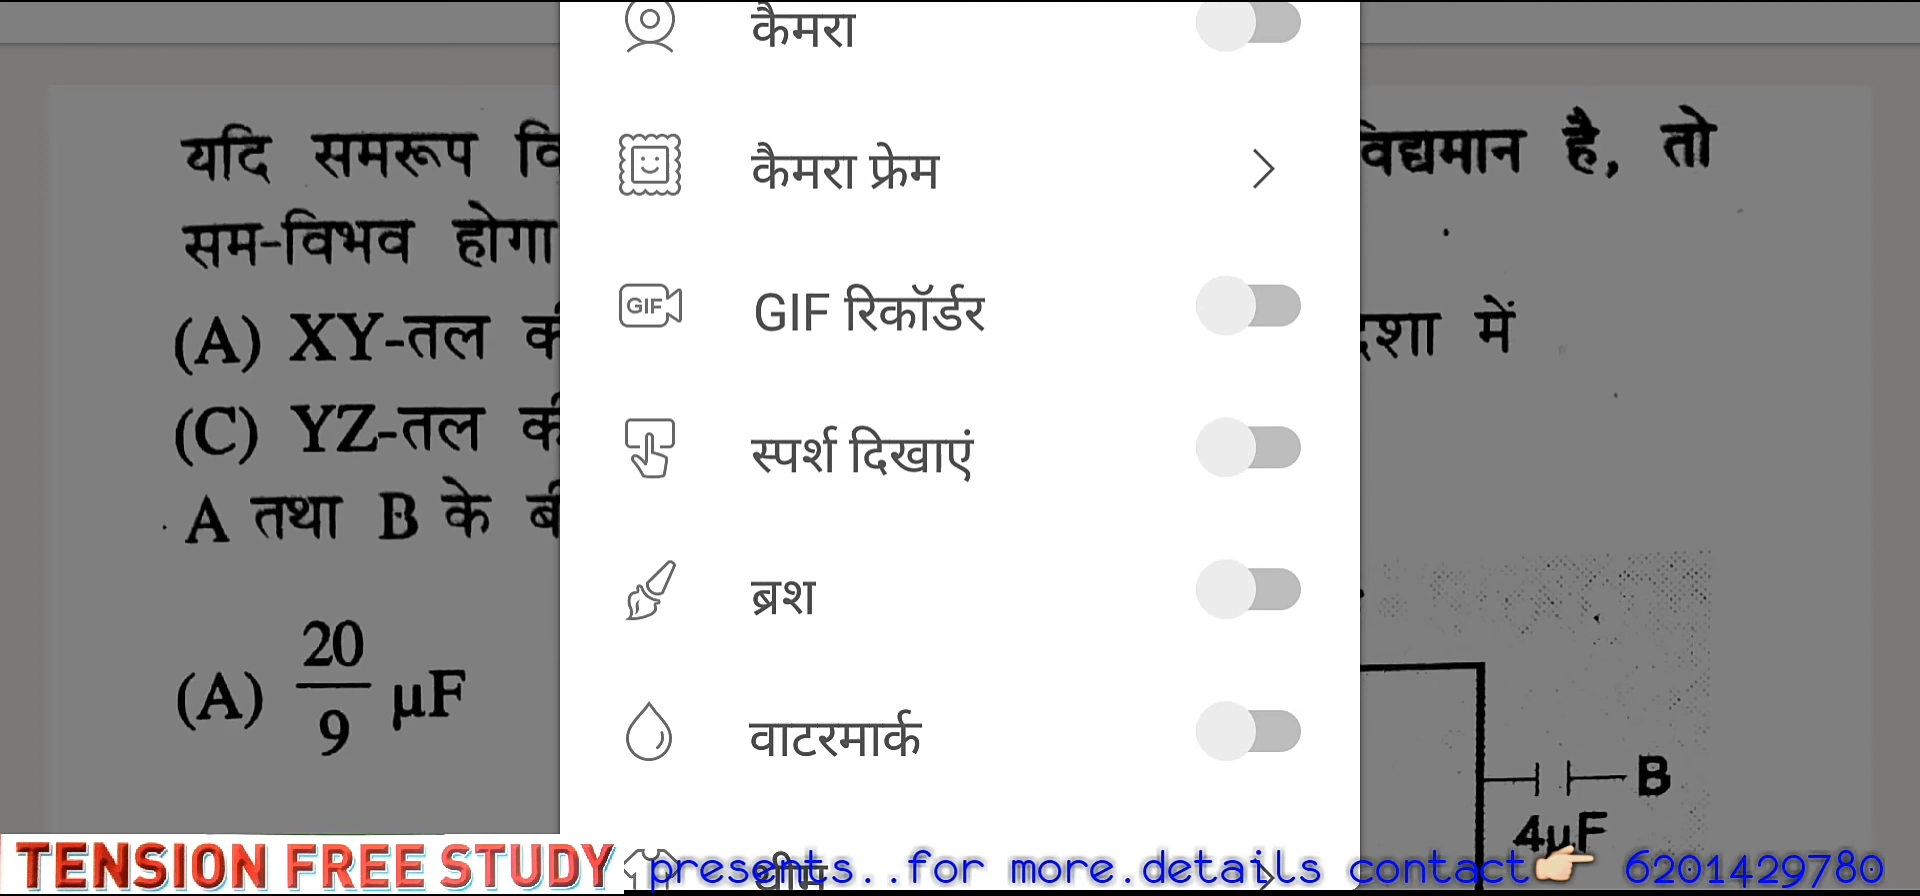 कैमरा
यदि समरूप वि
विद्यमान है, तो
कैमरा फ्रेम
सम-विभव होगा
GIF
GIF रिकॉर्डर
(A) XY-तल की
में
(C) YZ-तल की
स्पर्श दिखाएं
A तथा B के
ब्रश
(A) 20/9 μF
वाटरमार्क
B
4μF
थीम
TENSION FREE STUDY presents..for more.details contact 👉🏻 6201429780